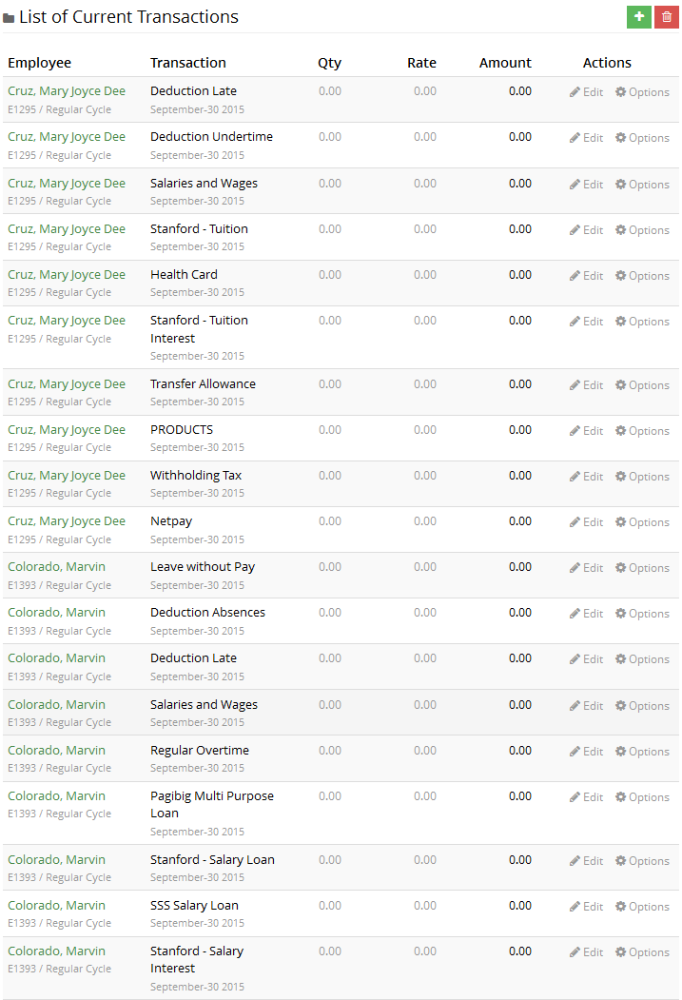 List of Current Transactions
Employee Transaction Qty Rate Amount Actions
Cruz, Mary Joyce Dee Deduction Late 0.00 0.00 0.00 Edit Options
E1295 / Regular Cycle September-30 2015
Cruz, Mary Joyce Dee Deduction Undertime 0.00 0.00 0.00 Edit Options
E1295 / Regular Cycle September-30 2015
Cruz, Mary Joyce Dee Salaries and Wages 0.00 0.00 0.00 Edit Options
E1295 / Regular Cycle September-30 2015
Cruz, Mary Joyce Dee Stanford - Tuition 0.00 0.00 0.00 Edit Options
E1295 / Regular Cycle September-30 2015
Cruz, Mary Joyce Dee Health Card 0.00 0.00 0.00 Edit Options
E1295 / Regular Cycle September-30 2015
Cruz, Mary Joyce Dee Stanford - Tuition 0.00 0.00 0.00 Edit Options
E1295 / Regular Cycle Interest
September-30 2015
Cruz, Mary Joyce Dee Transfer Allowance 0.00 0.00 0.00 Edit Options
E1295 / Regular Cycle September-30 2015
Cruz, Mary Joyce Dee PRODUCTS 0.00 0.00 0.00 Edit Options
E1295 / Regular Cycle September-30 2015
Cruz, Mary Joyce Dee Withholding Tax 0.00 0.00 0.00 Edit Options
E1295 / Regular Cycle September-30 2015
Cruz, Mary Joyce Dee Netpay 0.00 0.00 0.00 Edit Options
E1295 / Regular Cycle September-30 2015
Colorado, Marvin Leave without Pay 0.00 0.00 0.00 Edit Options
E1393 / Regular Cycle September-30 2015
Colorado, Marvin Deduction Absences 0.00 0.00 0.00 Edit Options
E1393 / Regular Cycle September-30 2015
Colorado, Marvin Deduction Late 0.00 0.00 0.00 Edit Options
E1393 / Regular Cycle September-30 2015
Colorado, Marvin Salaries and Wages 0.00 0.00 0.00 Edit Options
E1393 / Regular Cycle September-30 2015
Colorado, Marvin Regular Overtime 0.00 0.00 0.00 Edit Options
E1393 / Regular Cycle September-30 2015
Colorado, Marvin Pagibig Multi Purpose 0.00 0.00 0.00 Edit Options
E1393 / Regular Cycle Loan
September-30 2015
Colorado, Marvin Stanford - Salary Loan 0.00 0.00 0.00 Edit Options
E1393 / Regular Cycle September-30 2015
Colorado, Marvin SSS Salary Loan 0.00 0.00 0.00 Edit Options
E1393 / Regular Cycle September-30 2015
Colorado, Marvin Stanford - Salary 0.00 0.00 0.00 Edit Options
E1393 / Regular Cycle Interest
September-30 2015